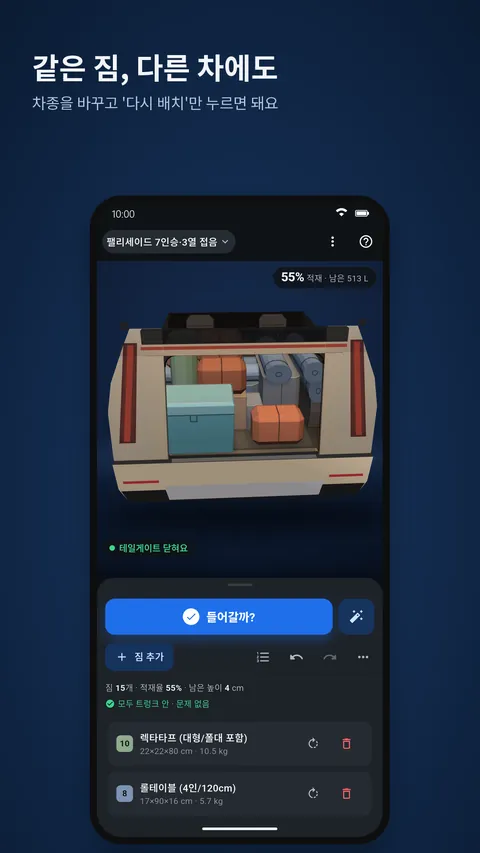 같은 짐, 다른 차에도
차종을 바꾸고 '다시 배치'만 누르면 돼요
10:00
팰리세이드 7인승·3열 접음
55% 적재 · 남은 513 L
테일게이트 닫혀요
들어갈까?
+ 짐 추가
짐 15개 · 적재율 55% · 남은 높이 4 cm
모두 트렁크 안 · 문제 없음
10 렉타타프 (대형/폴대 포함)
22×22×80 cm · 10.5 kg
8 롤테이블 (4인/120cm)
17×90×16 cm · 5.7 kg